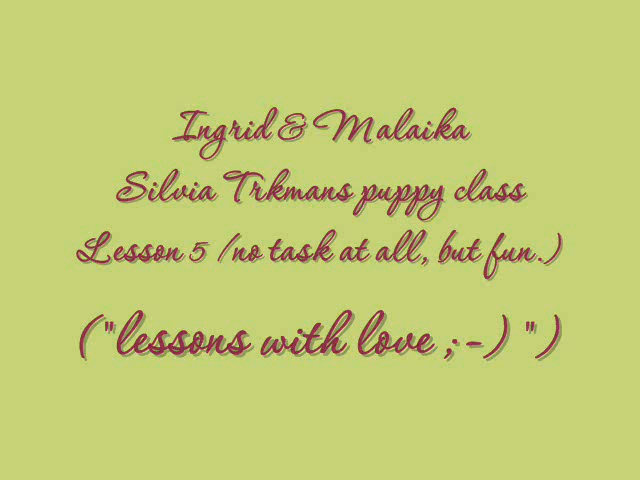 Ingrid & Malaika
Silvia Trkmans puppy class
Lesson 5 (no task at all, but fun.)
("lessons with love ;-) ")